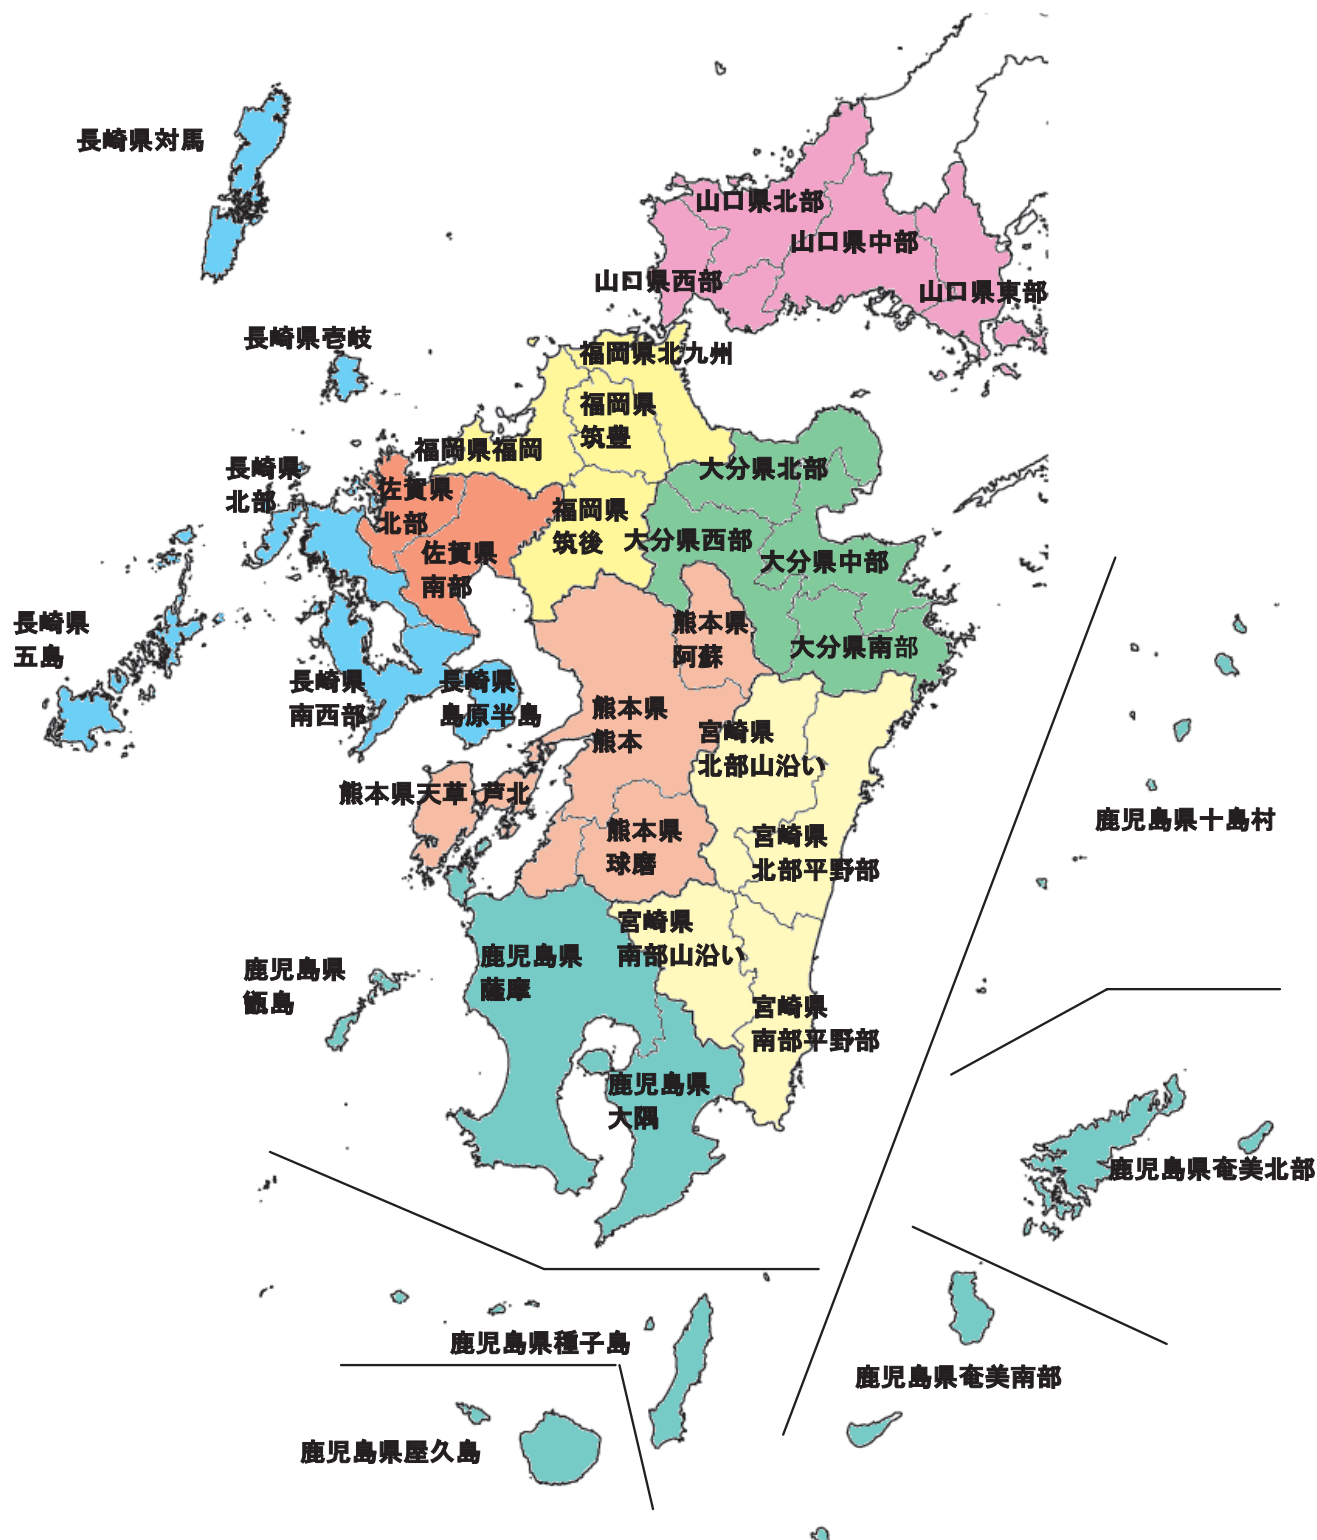 長崎県対馬
山口県北部
山口県中部
山口県西部
山口県東部
長崎県壱岐
福岡県北九州
福岡県
筑豊
福岡県福岡
大分県北部
長崎県
北部
佐賀県
北部
福岡県
筑後
大分県西部
大分県中部
佐賀県
南部
長崎県
五島
熊本県
阿蘇
大分県南部
長崎県
南西部
長崎県
島原半島
熊本県
熊本
宮崎県
北部山沿い
熊本県天草・芦北
鹿児島県十島村
熊本県
球磨
宮崎県
北部平野部
宮崎県
南部山沿い
鹿児島県
薩摩
鹿児島県
甑島
宮崎県
南部平野部
鹿児島県
大隅
鹿児島県奄美北部
鹿児島県種子島
鹿児島県奄美南部
鹿児島県屋久島